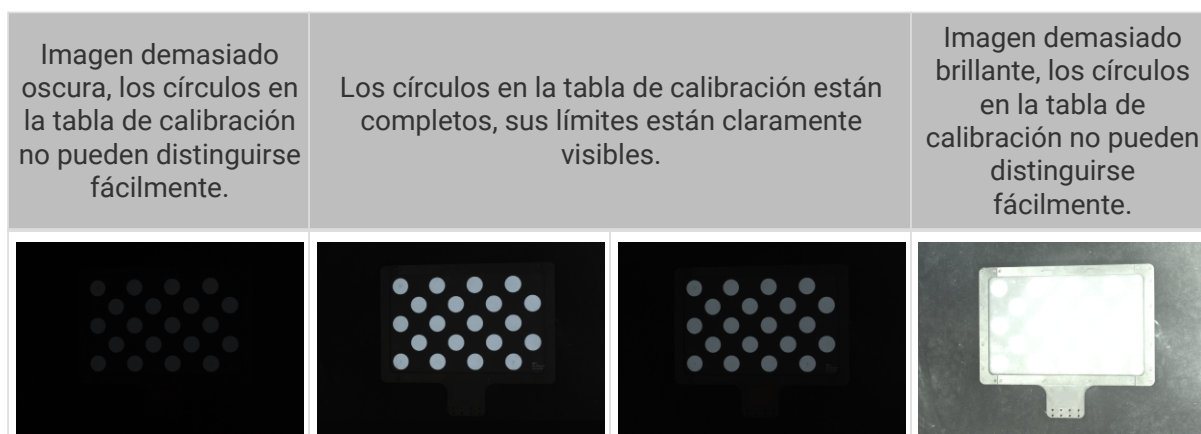 Imagen demasiado
oscura, los círculos en
la tabla de calibración
no pueden distinguirse
fácilmente.
Los círculos en la tabla de calibración están
completos, sus límites están claramente
visibles.
Imagen demasiado
brillante, los círculos
en la tabla de
calibración no pueden
distinguirse
fácilmente.